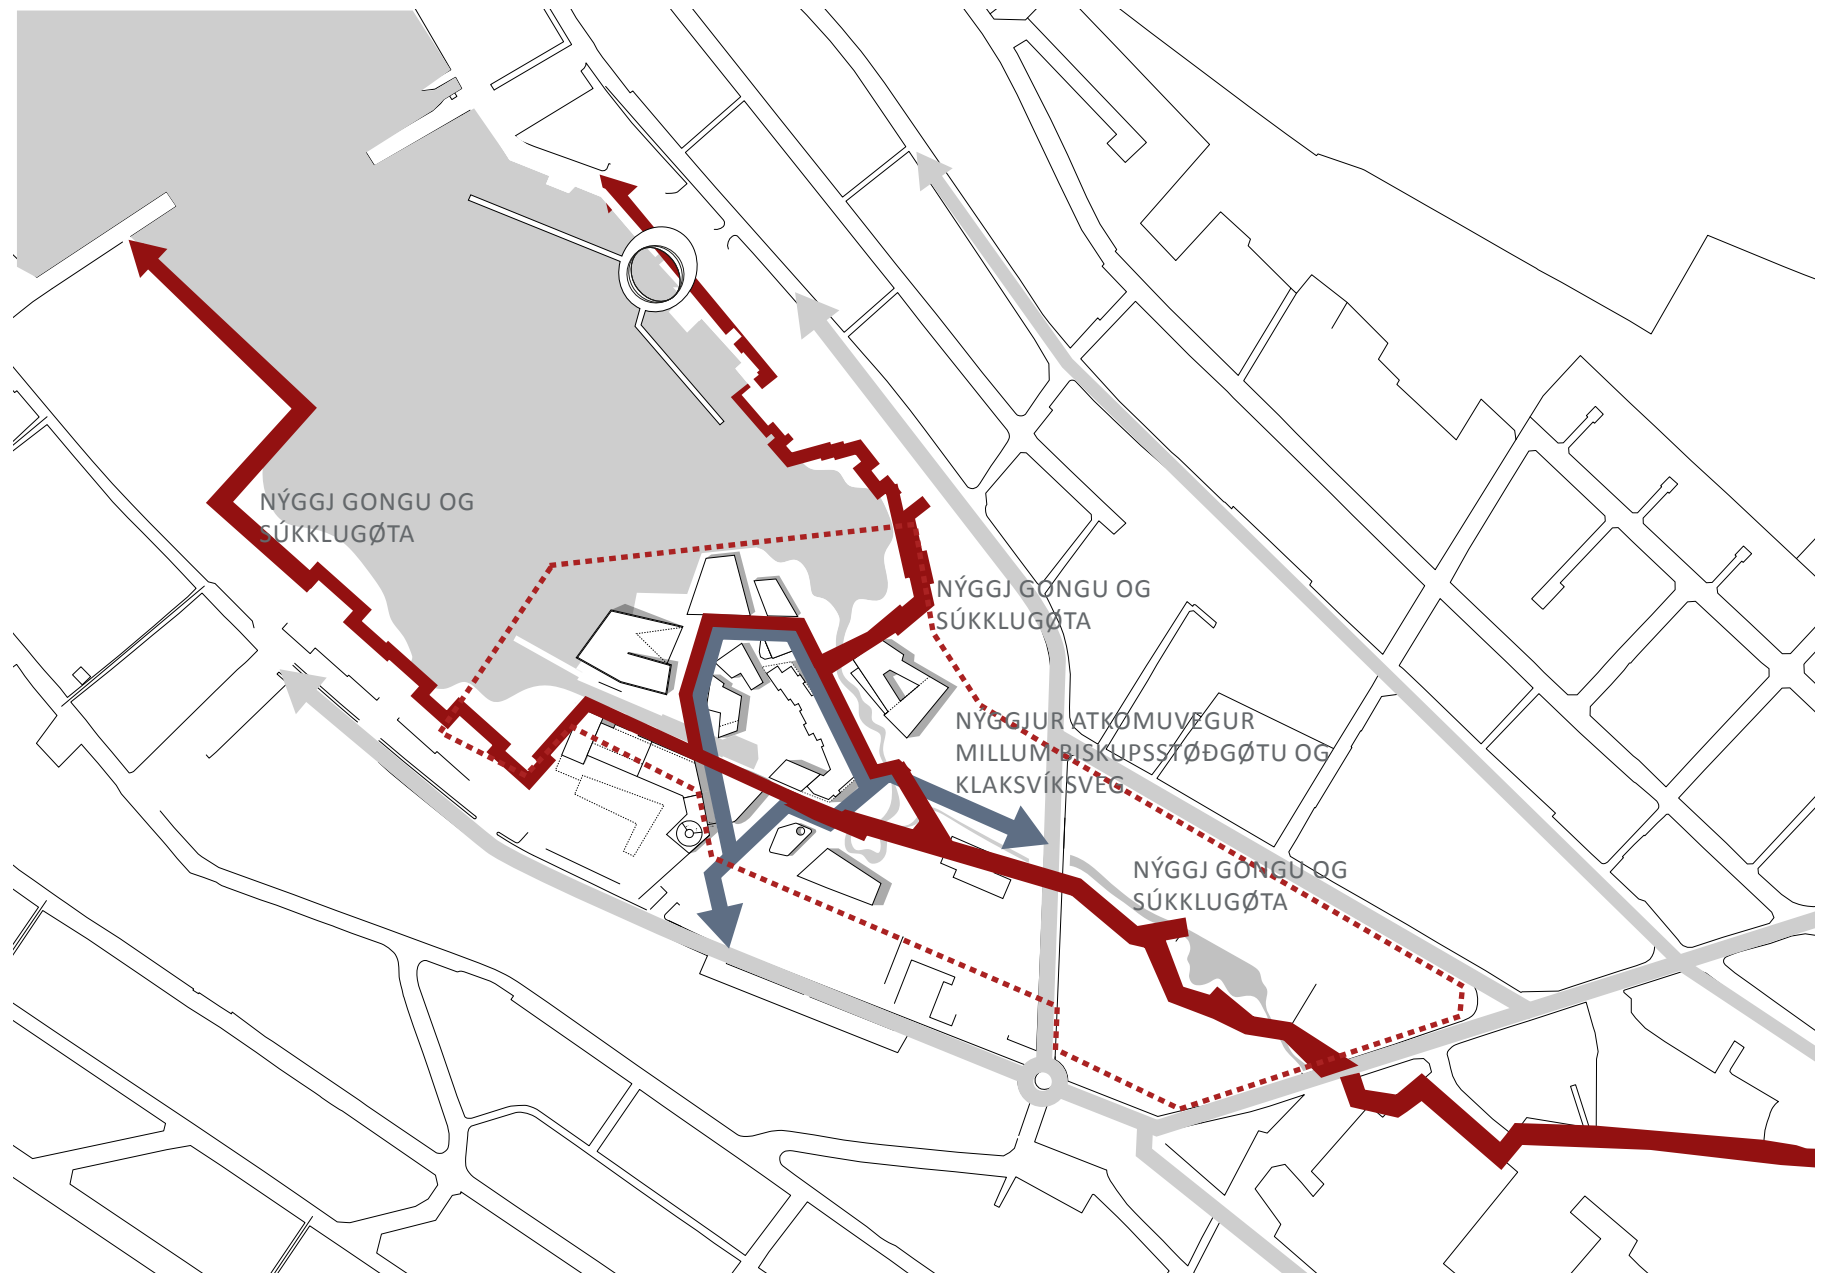 NÝGGJ GONGU OG
SÚKKLUGØTA
NÝGGJ GONGU OG
SÚKKLUGØTA
NÝGGJUR ATKOMUVEGUR
MILLUM BISKUPSSTØÐGØTU OG
KLAKSVÍKSVEG
NÝGGJ GONGU OG
SÚKKLUGØTA